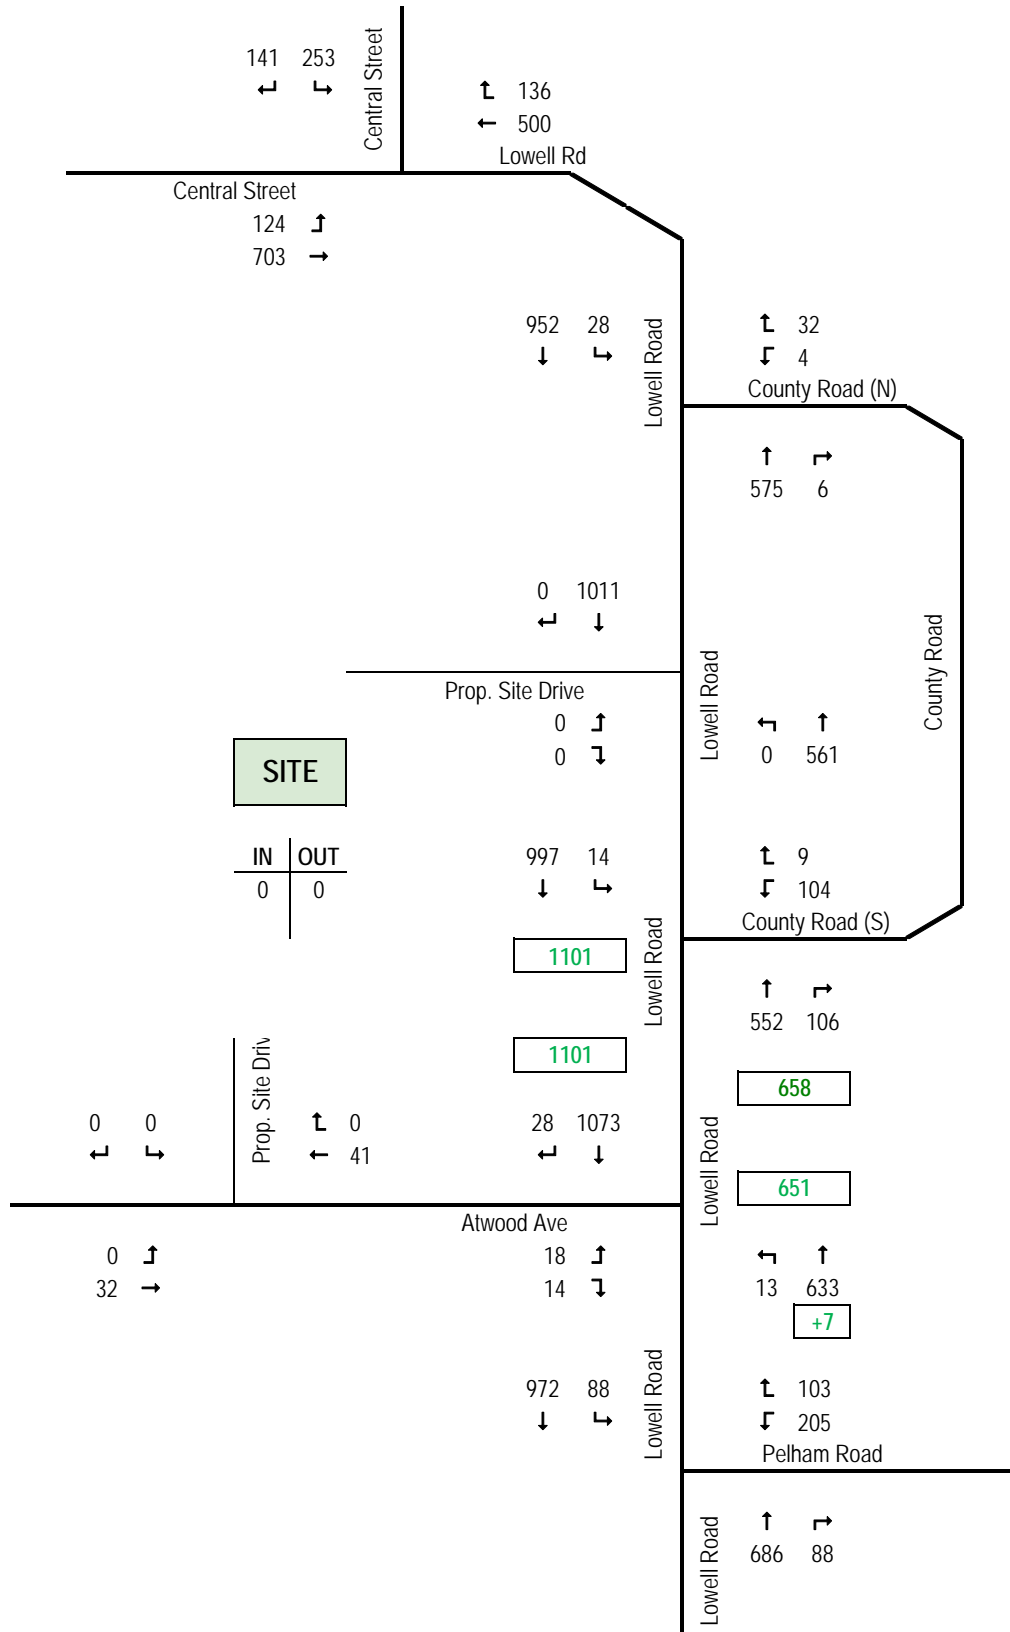 Central Street
141 253
↵ ↳
↑ 136
← 500
Lowell Rd
Central Street
124 ↑
703 →
952 28
↓ ↳
Lowell Road
↑ 32
↓ 4
County Road (N)
↑ ↱
575 6
0 1011
↵ ↓
Prop. Site Drive
0 ↑
0 ↓
Lowell Road
↰ ↑
0 561
County Road
SITE
IN OUT
0 0
997 14
↓ ↳
↑ 9
↓ 104
County Road (S)
1101
Lowell Road
↑ ↱
552 106
1101
658
Prop. Site Driv
0 0
↵ ↳
↑ 0
← 41
28 1073
↵ ↓
Lowell Road
651
Atwood Ave
0 ↑
32 →
18 ↑
14 ↓
↰ ↑
13 633
+7
972 88
↓ ↳
Lowell Road
↑ 103
↓ 205
Pelham Road
Lowell Road
↑ ↱
686 88